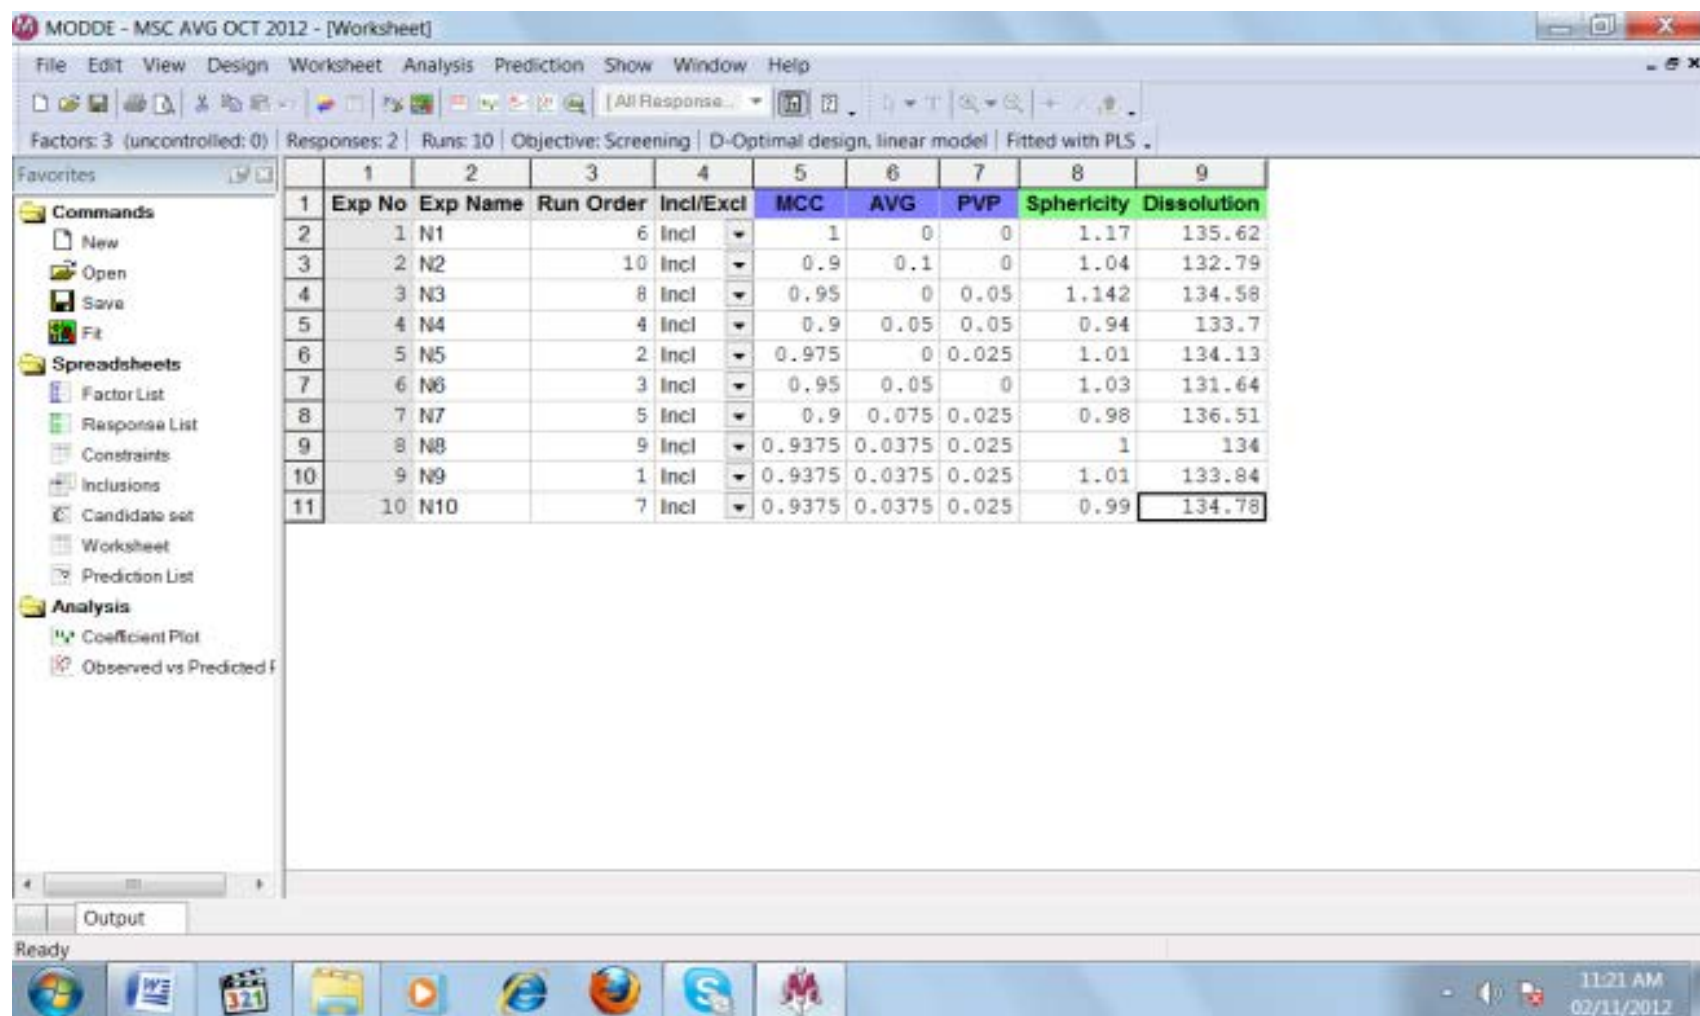 MODDE - MSC AVG OCT 2012 - [Worksheet]
File Edit View Design Worksheet Analysis Prediction Show Window Help
[All Response...
Factors: 3 (uncontrolled: 0) Responses: 2 Runs: 10 Objective: Screening D-Optimal design, linear model Fitted with PLS
Favorites
Commands
New
Open
Save
Fit
Spreadsheets
Factor List
Response List
Constraints
Inclusions
Candidate set
Worksheet
Prediction List
Analysis
Coefficient Plot
Observed vs Predicted
1 2 3 4 5 6 7 8 9
1 Exp No Exp Name Run Order Incl/Excl MCC AVG PVP Sphericity Dissolution
2 1 N1 6 Incl 1 0 0 1.17 135.62
3 2 N2 10 Incl 0.9 0.1 0 1.04 132.79
4 3 N3 8 Incl 0.95 0 0.05 1.142 134.58
5 4 N4 4 Incl 0.9 0.05 0.05 0.94 133.7
6 5 N5 2 Incl 0.975 0 0.025 1.01 134.13
7 6 N6 3 Incl 0.95 0.05 0 1.03 131.64
8 7 N7 5 Incl 0.9 0.075 0.025 0.98 136.51
9 8 N8 9 Incl 0.9375 0.0375 0.025 1 134
10 9 N9 1 Incl 0.9375 0.0375 0.025 1.01 133.84
11 10 N10 7 Incl 0.9375 0.0375 0.025 0.99 134.78
Output
Ready
321
11:21 AM
02/11/2012